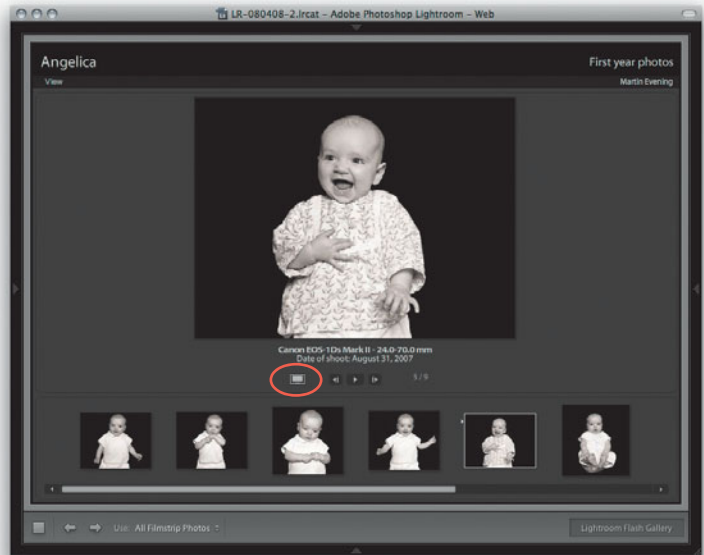 LR-080408-2.lrcat - Adobe Photoshop Lightroom - Web
Angelica
First year photos
View
Martin Evening
Canon EOS-1Ds Mark II - 24.0-70.0 mm
Date of shoot: August 31, 2007
5 / 9
Use: All Filmstrip Photos
Lightroom Flash Gallery